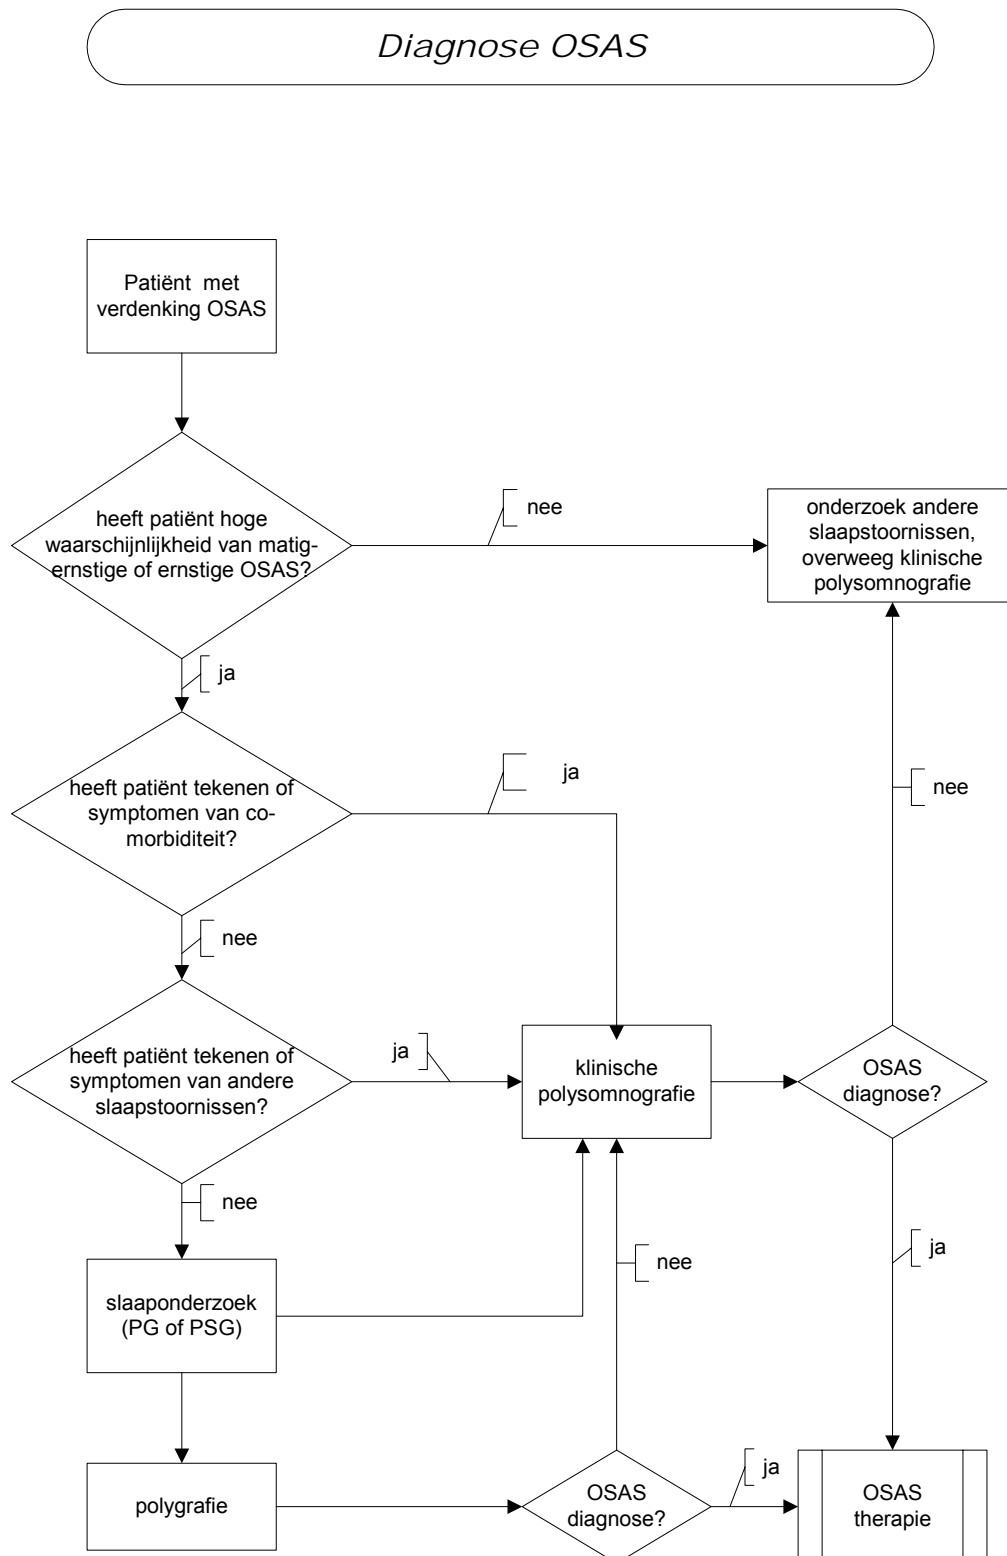 Diagnose OSAS
Patiënt met
verdenking OSAS
heeft patiënt hoge
waarschijnlijkheid van matig-
ernstige of ernstige OSAS?
nee
onderzoek andere
slaapstoornissen,
overweeg klinische
polysomnografie
ja
heeft patiënt tekenen of
symptomen van co-
morbiditeit?
ja
nee
nee
heeft patiënt tekenen of
symptomen van andere
slaapstoornissen?
ja
klinische
polysomnografie
OSAS
diagnose?
nee
nee
ja
slaaponderzoek
(PG of PSG)
polygrafie
OSAS
diagnose?
ja
OSAS
therapie